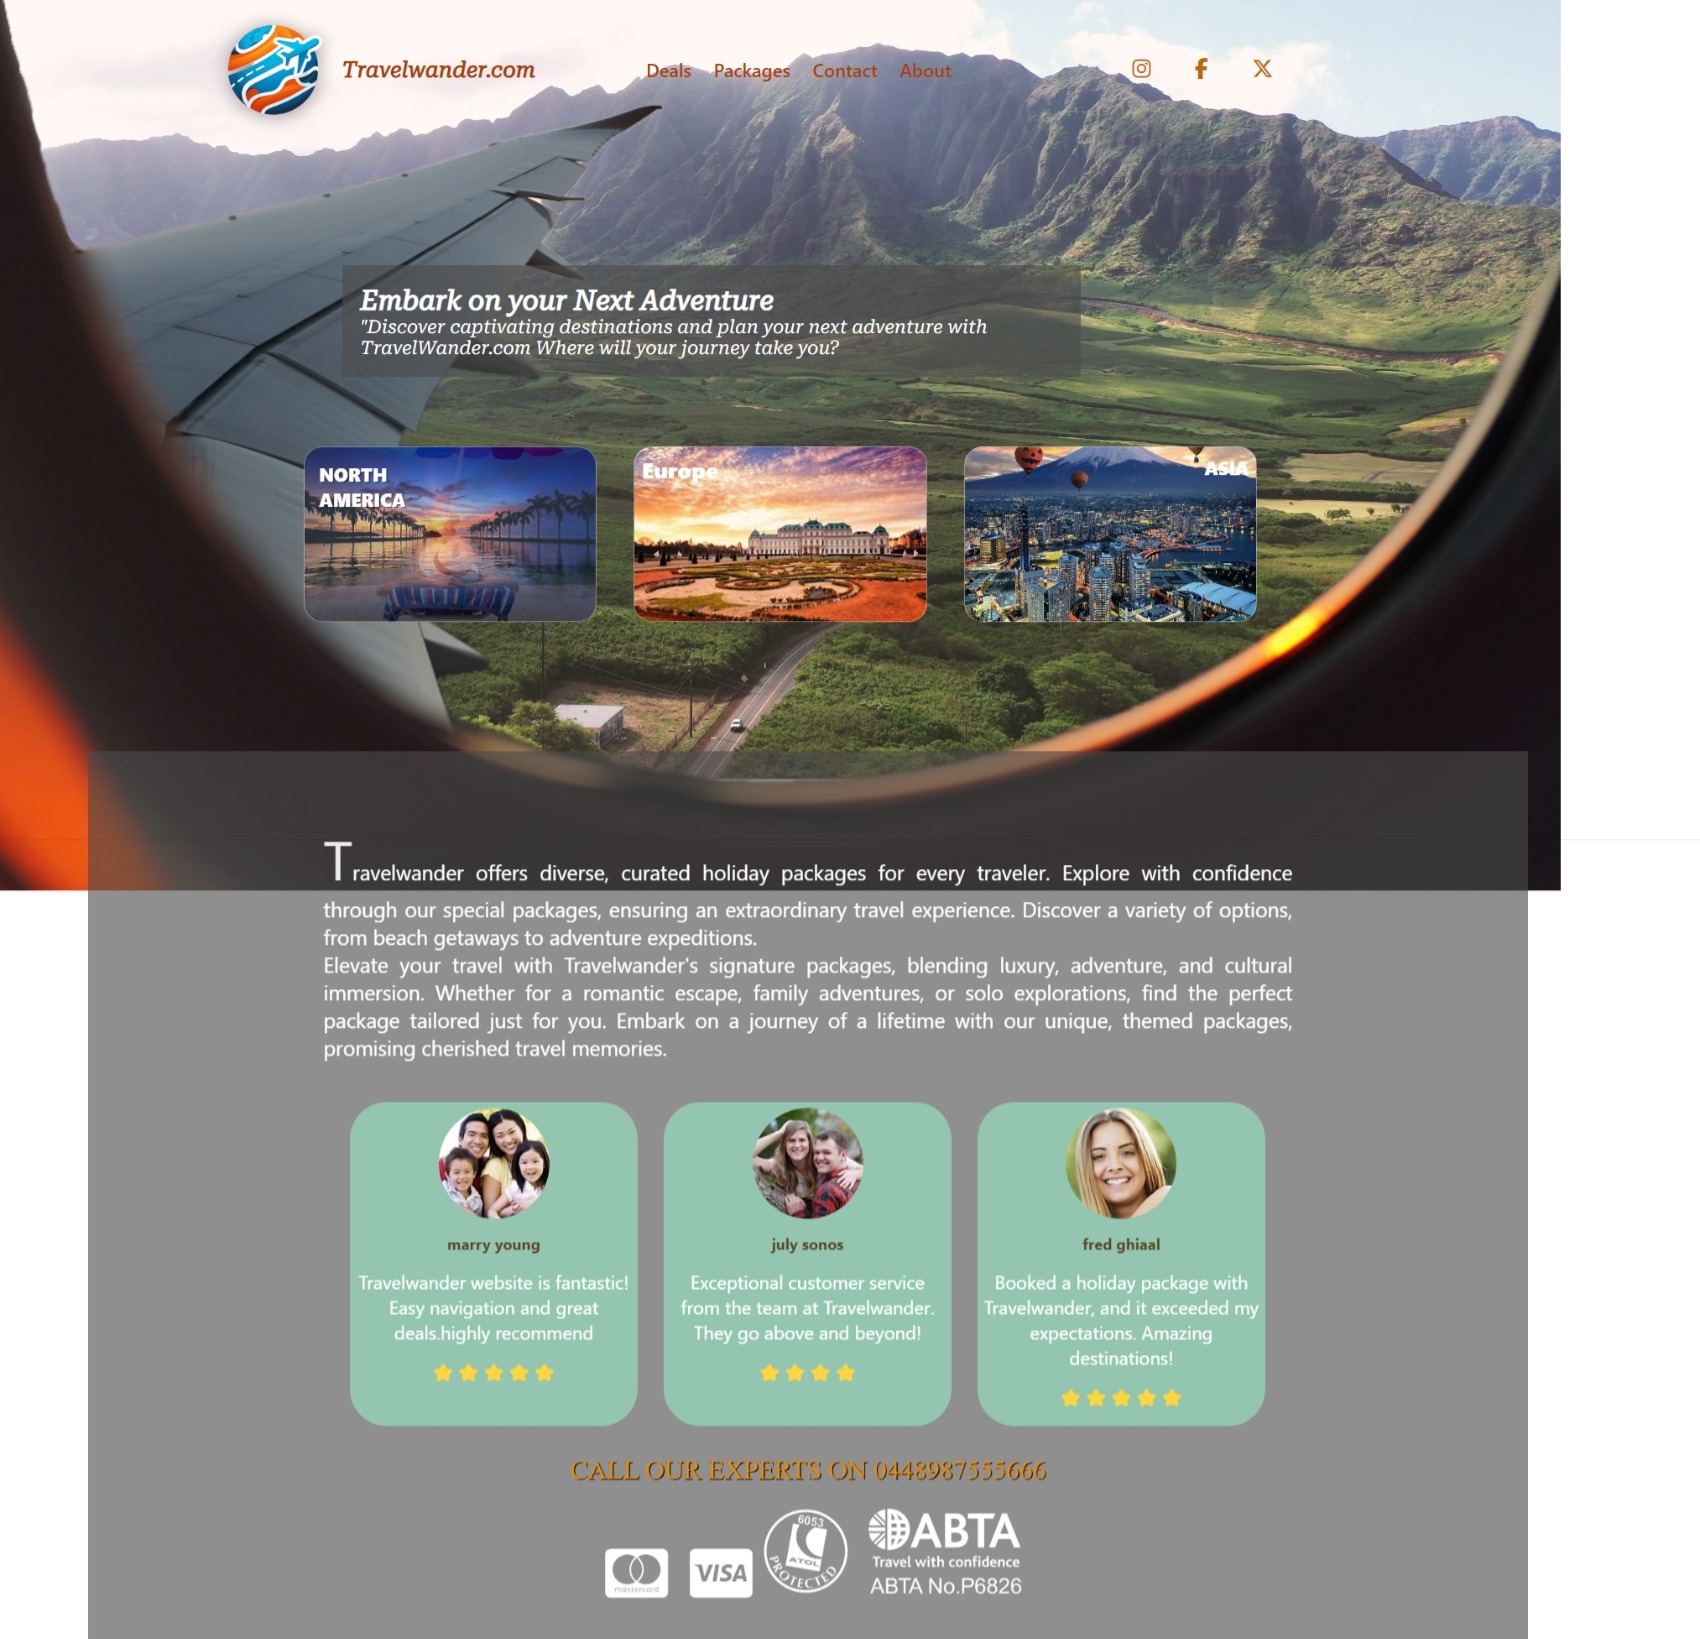 Travelwander.com
Deals Packages Contact About
Embark on your Next Adventure
"Discover captivating destinations and plan your next adventure with
TravelWander.com Where will your journey take you?
NORTH
AMERICA
Europe
ASIA
Travelwander offers diverse, curated holiday packages for every traveler. Explore with confidence
through our special packages, ensuring an extraordinary travel experience. Discover a variety of options,
from beach getaways to adventure expeditions.
Elevate your travel with Travelwander's signature packages, blending luxury, adventure, and cultural
immersion. Whether for a romantic escape, family adventures, or solo explorations, find the perfect
package tailored just for you. Embark on a journey of a lifetime with our unique, themed packages,
promising cherished travel memories.
marry young
Travelwander website is fantastic!
Easy navigation and great
deals.highly recommend
july sonos
Exceptional customer service
from the team at Travelwander.
They go above and beyond!
fred ghiaal
Booked a holiday package with
Travelwander, and it exceeded my
expectations. Amazing
destinations!
CALL OUR EXPERTS ON 0448987555666
mastercard
VISA
6053
ATOL
PROTECTED
ABTA
Travel with confidence
ABTA No.P6826